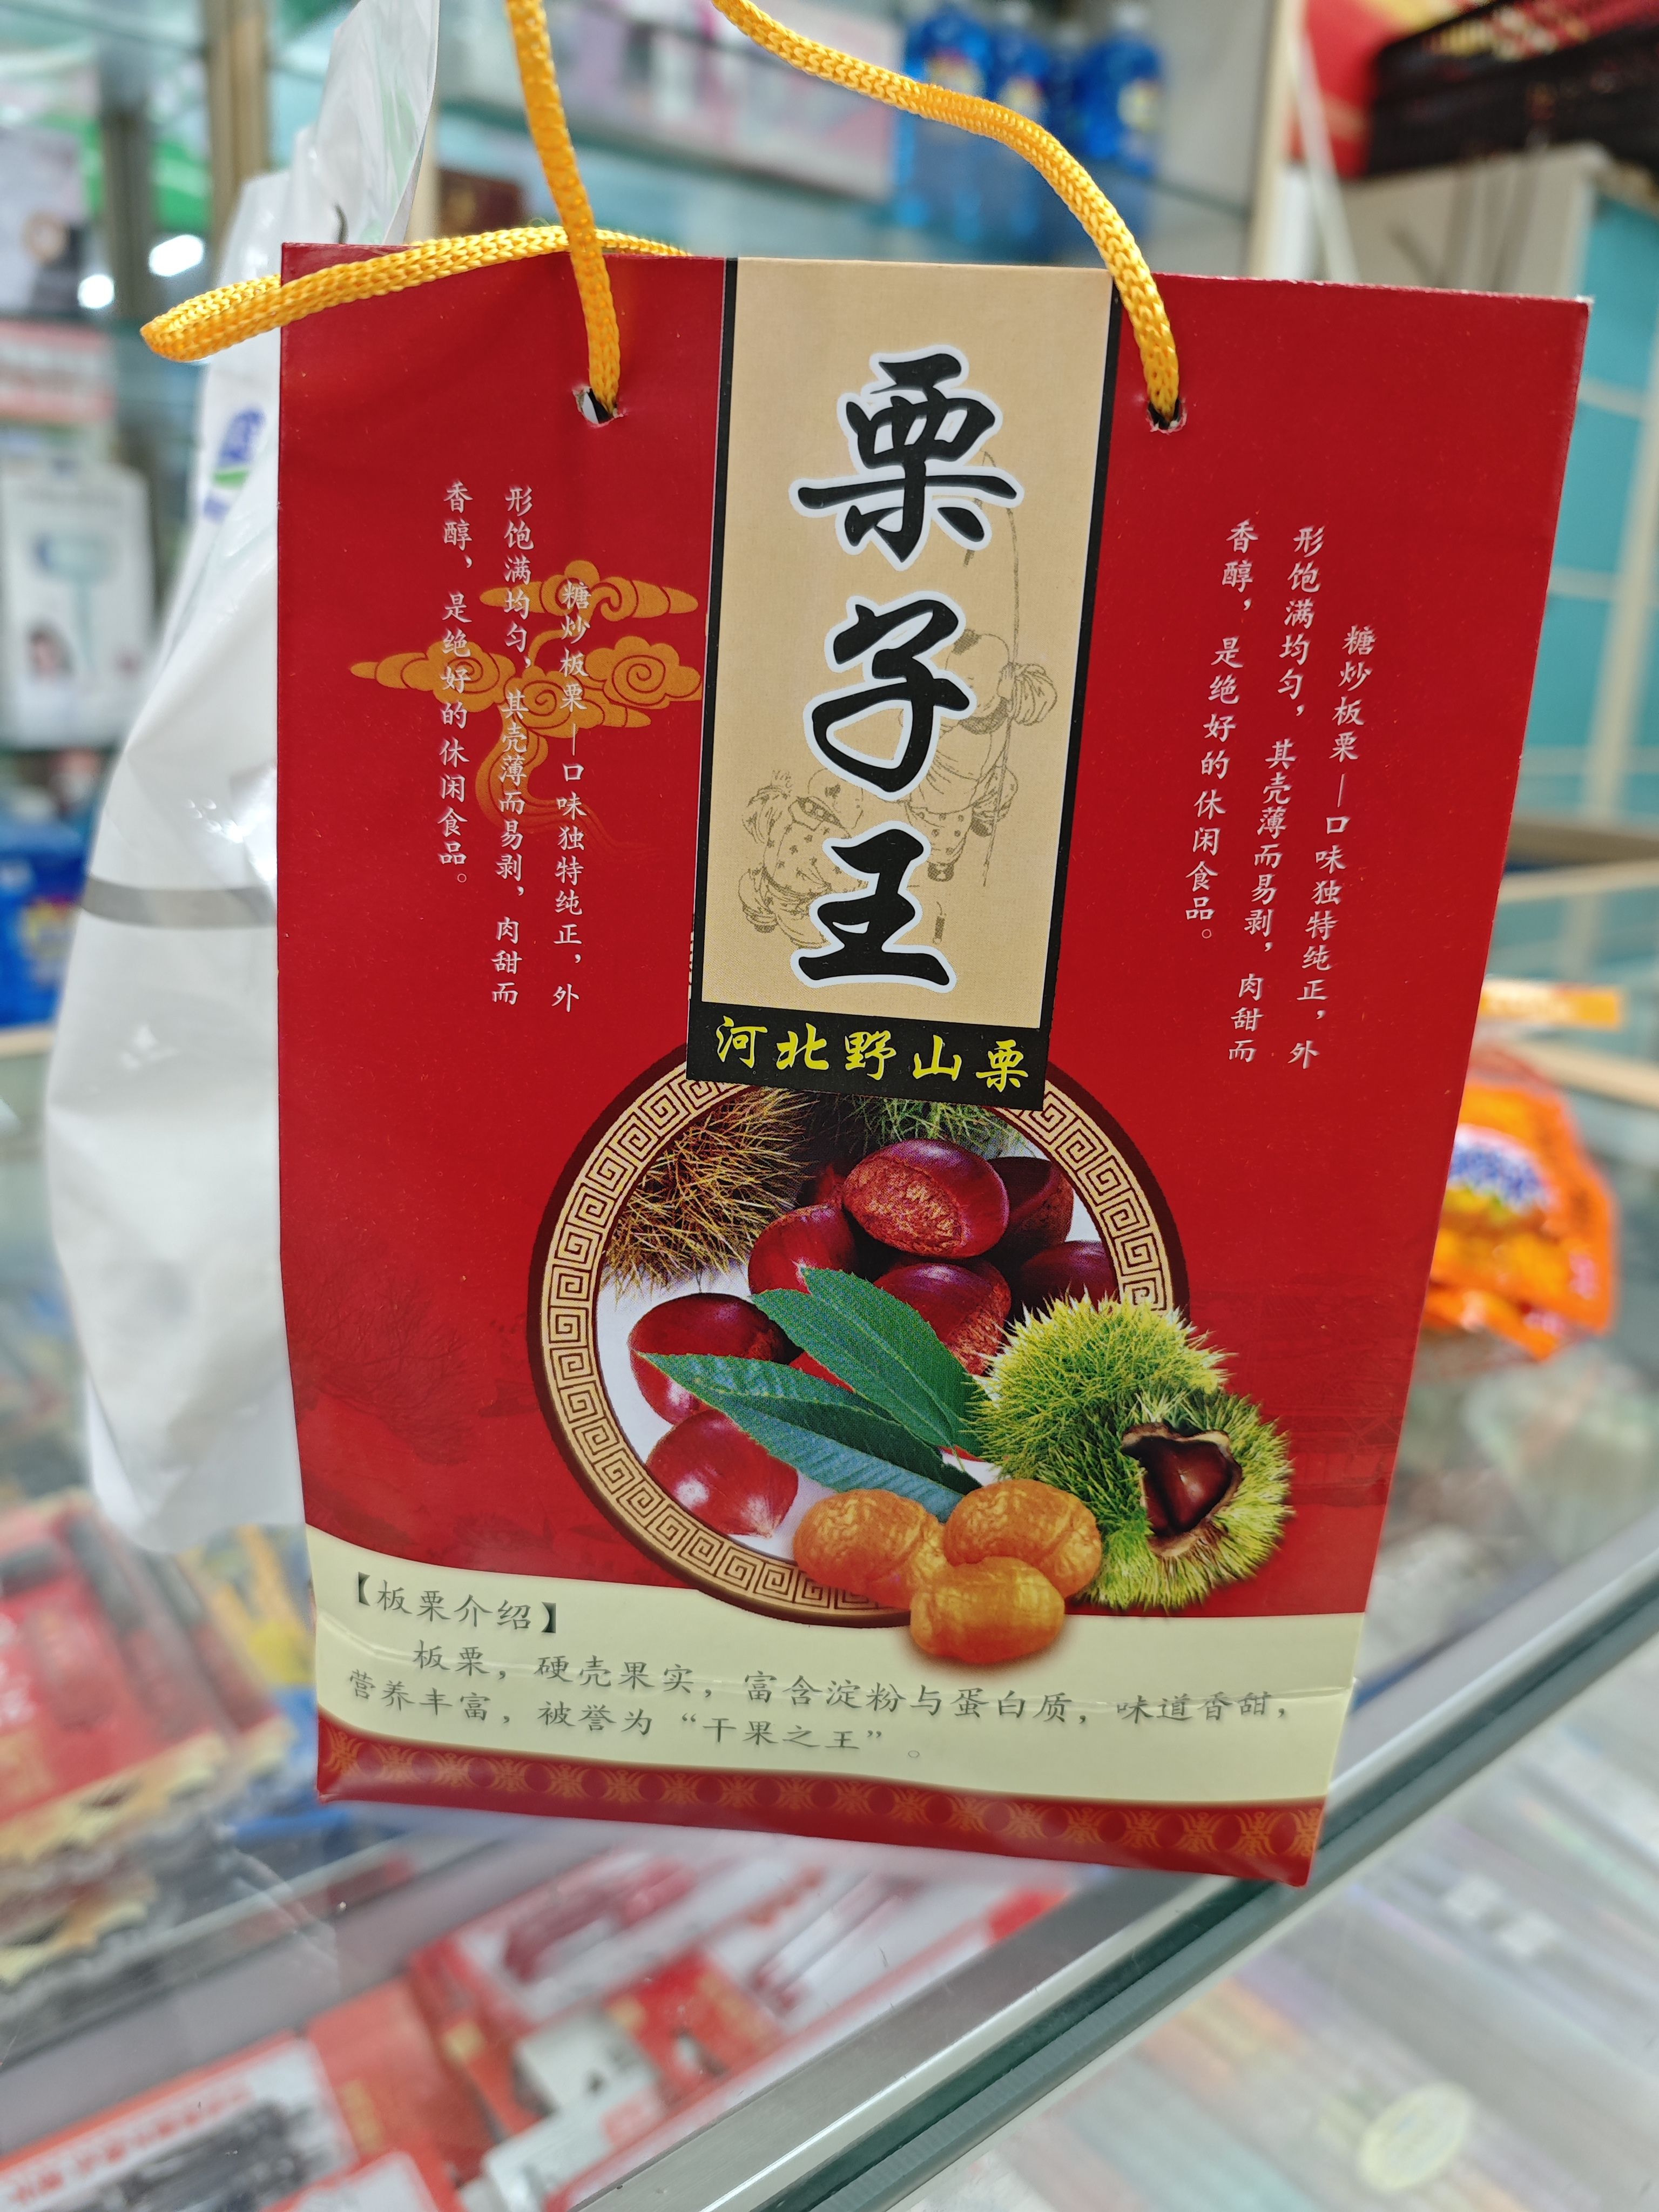 栗子王
河北野山栗
糖炒板栗—口味独特纯正，外
形饱满均匀，其壳薄而易剥，肉甜而
香醇，是绝好的休闲食品。
糖炒板栗—口味独特纯正，外
形饱满均匀，其壳薄而易剥，肉甜而
香醇，是绝好的休闲食品。
【板栗介绍】
板栗，硬壳果实，富含淀粉与蛋白质，味道香甜，
营养丰富，被誉为“干果之王”。